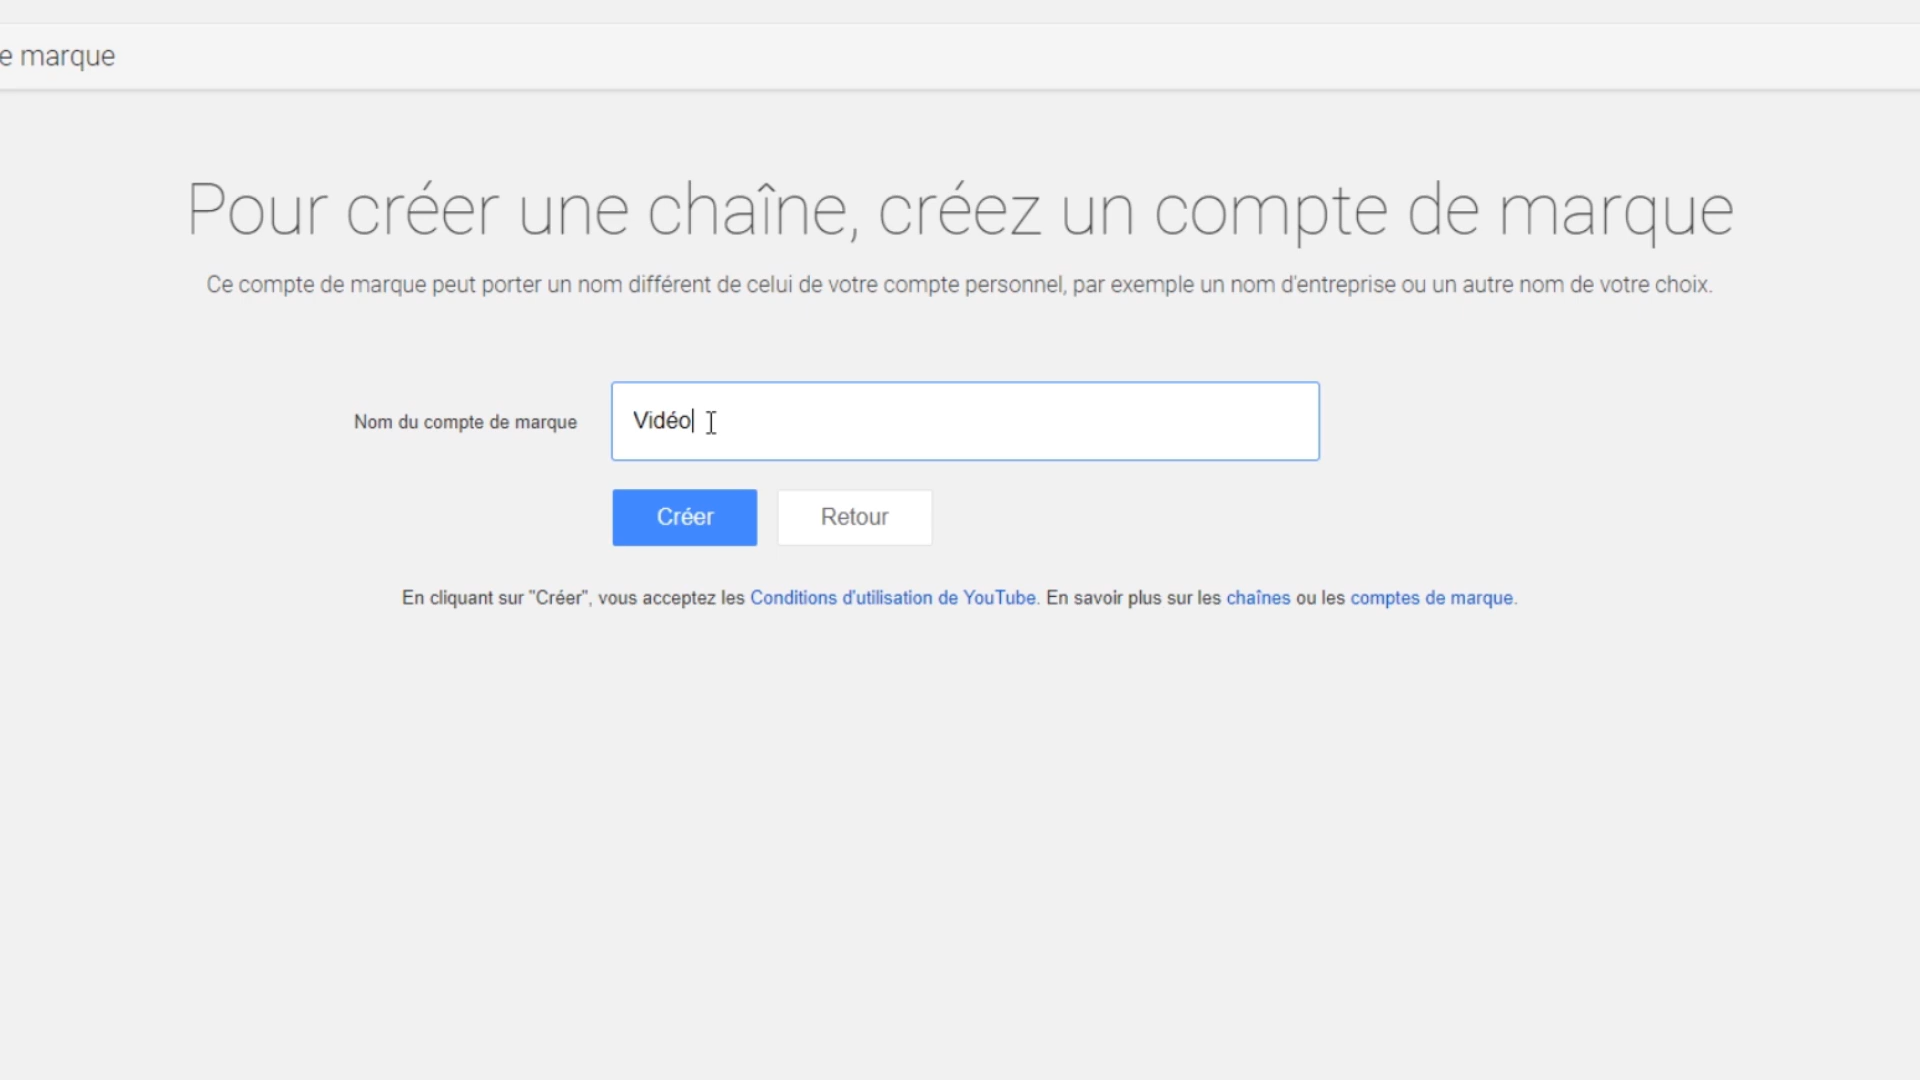 e marque
Pour créer une chaîne, créez un compte de marque
Ce compte de marque peut porter un nom différent de celui de votre compte personnel, par exemple un nom d'entreprise ou un autre nom de votre choix.
Nom du compte de marque
Vidéo
Créer
Retour
En cliquant sur "Créer", vous acceptez les Conditions d'utilisation de YouTube. En savoir plus sur les chaînes ou les comptes de marque.